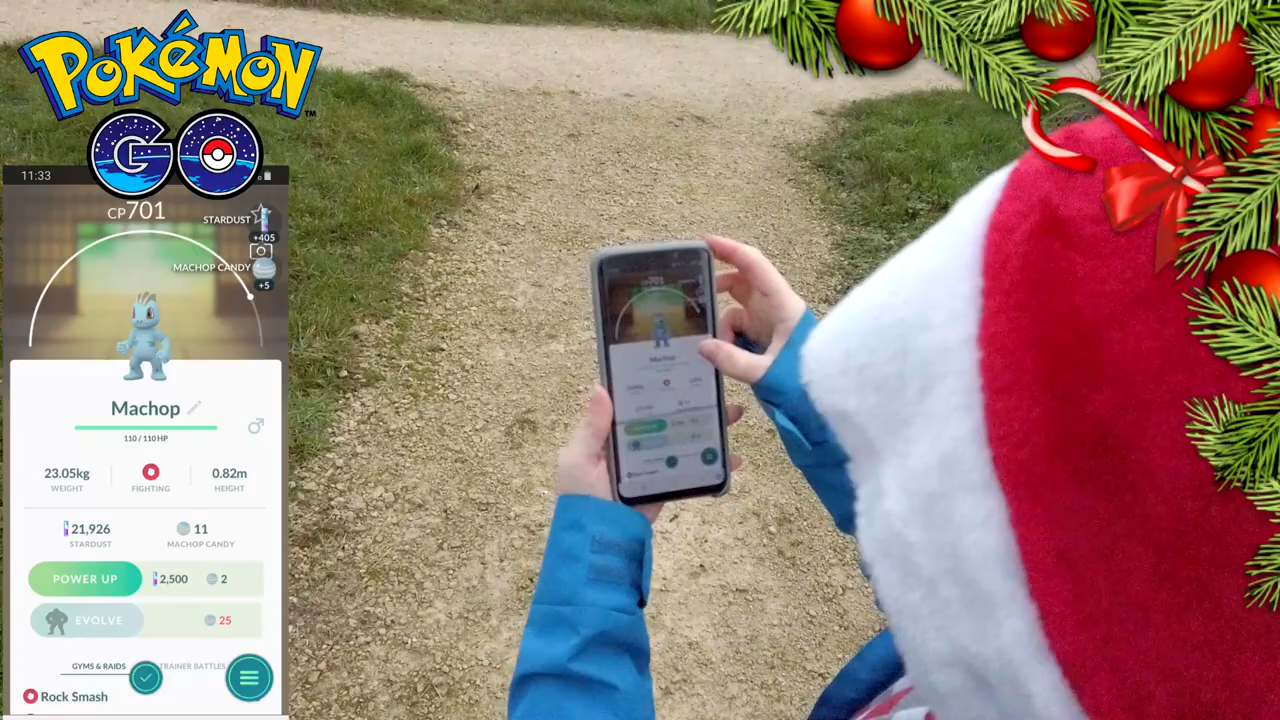 POKÉMON
GO
TM
11:33
CP701
STARDUST
+405
MACHOP CANDY
+5
Machop
110 / 110 HP
23.05kg
WEIGHT
FIGHTING
0.82m
HEIGHT
21,926
STARDUST
11
MACHOP CANDY
POWER UP 2,500 2
EVOLVE 25
GYMS & RAIDS TRAINER BATTLES
Rock Smash
Machop